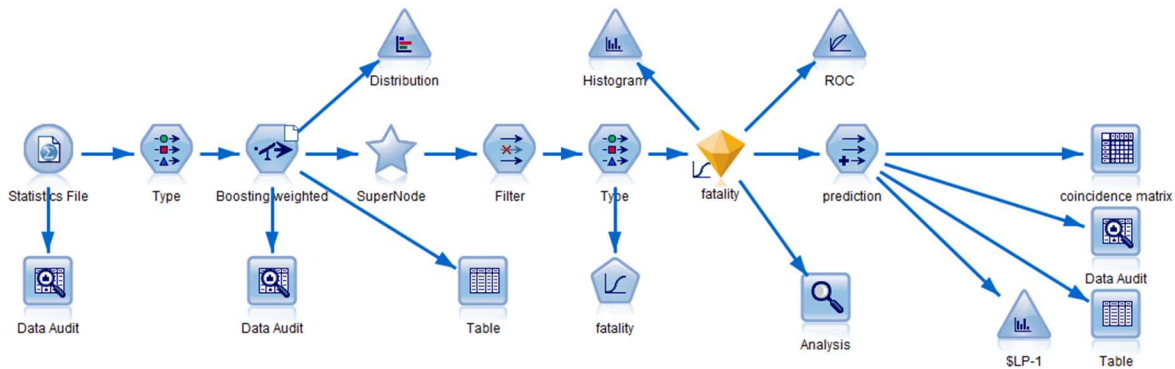 Distribution
Histogram
ROC
Statistics File
Type
Boosting weighted
SuperNode
Filter
Type
fatality
prediction
coincidence matrix
Data Audit
Data Audit
Data Audit
Table
fatality
Analysis
$LP-1
Table